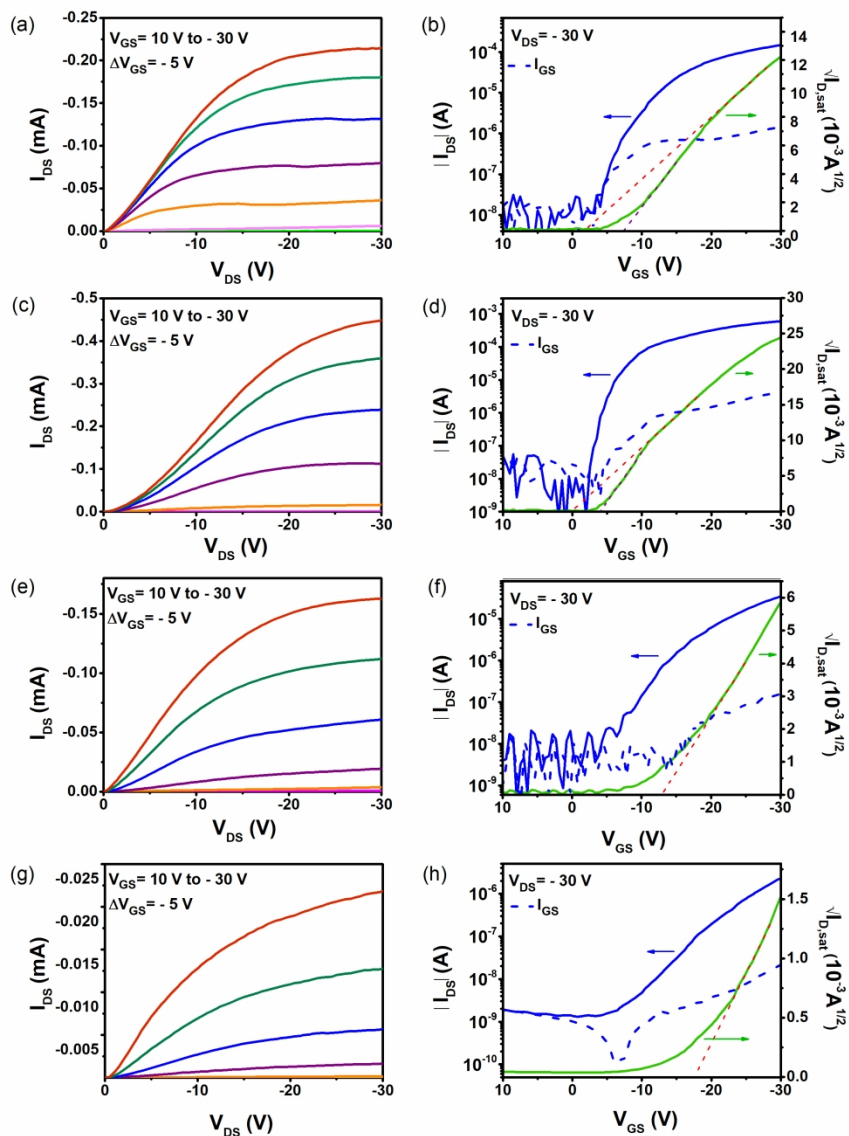 (a)
-0.25
-0.20
-0.15
-0.10
-0.05
0.00
I_DS (mA)
V_GS= 10 V to - 30 V
ΔV_GS= - 5 V
-10
-20
-30
V_DS (V)
(b)
10^-4
10^-5
10^-6
10^-7
10^-8
| I_DS| (A)
V_DS= - 30 V
I_GS
15
13
11
9
8
6
4
2
0
√I_D,sat (10^-3 A^1/2)
10
0
-10
-20
-30
V_GS (V)
(c)
-0.5
-0.4
-0.3
-0.2
-0.1
0.0
I_DS (mA)
V_GS= 10 V to - 30 V
ΔV_GS= - 5 V
-10
-20
-30
V_DS (V)
(d)
10^-3
10^-4
10^-5
10^-6
10^-7
10^-8
10^-9
| I_DS| (A)
V_DS= - 30 V
I_GS
30
25
20
15
10
5
0
√I_D,sat (10^-3 A^1/2)
10
0
-10
-20
-30
V_GS (V)
(e)
-0.15
-0.10
-0.05
0.00
I_DS (mA)
V_GS= 10 V to - 30 V
ΔV_GS= - 5 V
-10
-20
-30
V_DS (V)
(f)
10^-5
10^-6
10^-7
10^-8
10^-9
| I_DS| (A)
V_DS= - 30 V
I_GS
6
5
4
3
2
1
0
√I_D,sat (10^-3 A^1/2)
10
0
-10
-20
-30
V_GS (V)
(g)
-0.025
-0.020
-0.015
-0.010
-0.005
I_DS (mA)
V_GS= 10 V to - 30 V
ΔV_GS= - 5 V
-10
-20
-30
V_DS (V)
(h)
10^-6
10^-7
10^-8
10^-9
10^-10
| I_DS| (A)
V_DS= - 30 V
I_GS
1.5
1.0
0.5
0.0
√I_D,sat (10^-3 A^1/2)
10
0
-10
-20
-30
V_GS (V)